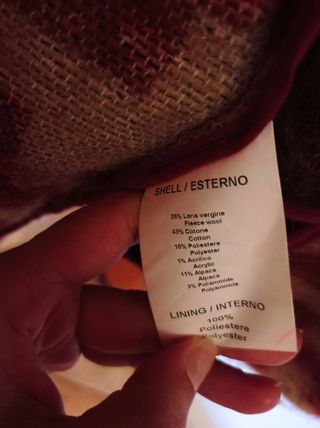 SHELL / ESTERNO
26% Lana vergine
Fleece wool
43% Cotone
Cotton
16% Poliestere
Polyester
1% Acrilico
Acrylic
11% Alpaca
Alpaca
3% Poliammide
Polyamide
LINING / INTERNO
100%
Poliestere
Polyester